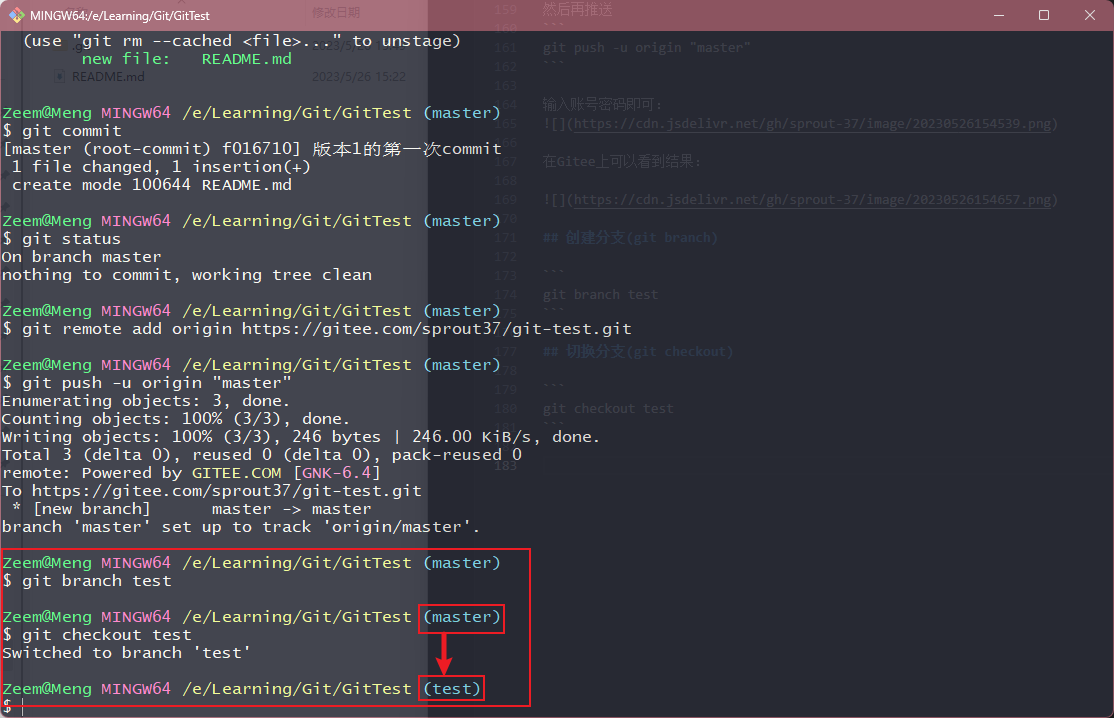 MINGW64:/e/Learning/Git/GitTest
修改日期
(use "git rm --cached <file>..." to unstage)
new file:   README.md
README.md
2023/5/26 15:22
Zeem@Meng MINGW64 /e/Learning/Git/GitTest (master)
$ git commit
[master (root-commit) f016710] 版本1的第一次commit
1 file changed, 1 insertion(+)
create mode 100644 README.md
Zeem@Meng MINGW64 /e/Learning/Git/GitTest (master)
$ git status
On branch master
nothing to commit, working tree clean
Zeem@Meng MINGW64 /e/Learning/Git/GitTest (master)
$ git remote add origin https://gitee.com/sprout37/git-test.git
Zeem@Meng MINGW64 /e/Learning/Git/GitTest (master)
$ git push -u origin "master"
Enumerating objects: 3, done.
Counting objects: 100% (3/3), done.
Writing objects: 100% (3/3), 246 bytes | 246.00 KiB/s, done.
Total 3 (delta 0), reused 0 (delta 0), pack-reused 0
remote: Powered by GITEE.COM [GNK-6.4]
To https://gitee.com/sprout37/git-test.git
* [new branch]      master -> master
branch 'master' set up to track 'origin/master'.
Zeem@Meng MINGW64 /e/Learning/Git/GitTest (master)
$ git branch test
Zeem@Meng MINGW64 /e/Learning/Git/GitTest (master)
$ git checkout test
Switched to branch 'test'
Zeem@Meng MINGW64 /e/Learning/Git/GitTest (test)
$
159 然后再推送
160 ```
161 git push -u origin "master"
162 ```
163
164 输入账号密码即可:
165 ![](https://cdn.jsdelivr.net/gh/sprout-37/image/20230526154539.png)
167 在Gitee上可以看到结果:
168
169 ![](https://cdn.jsdelivr.net/gh/sprout-37/image/20230526154657.png)
170
171 ## 创建分支(git branch)
172
173 ```
174 git branch test
175 ```
177 ## 切换分支(git checkout)
178
179 ```
180 git checkout test
```
183